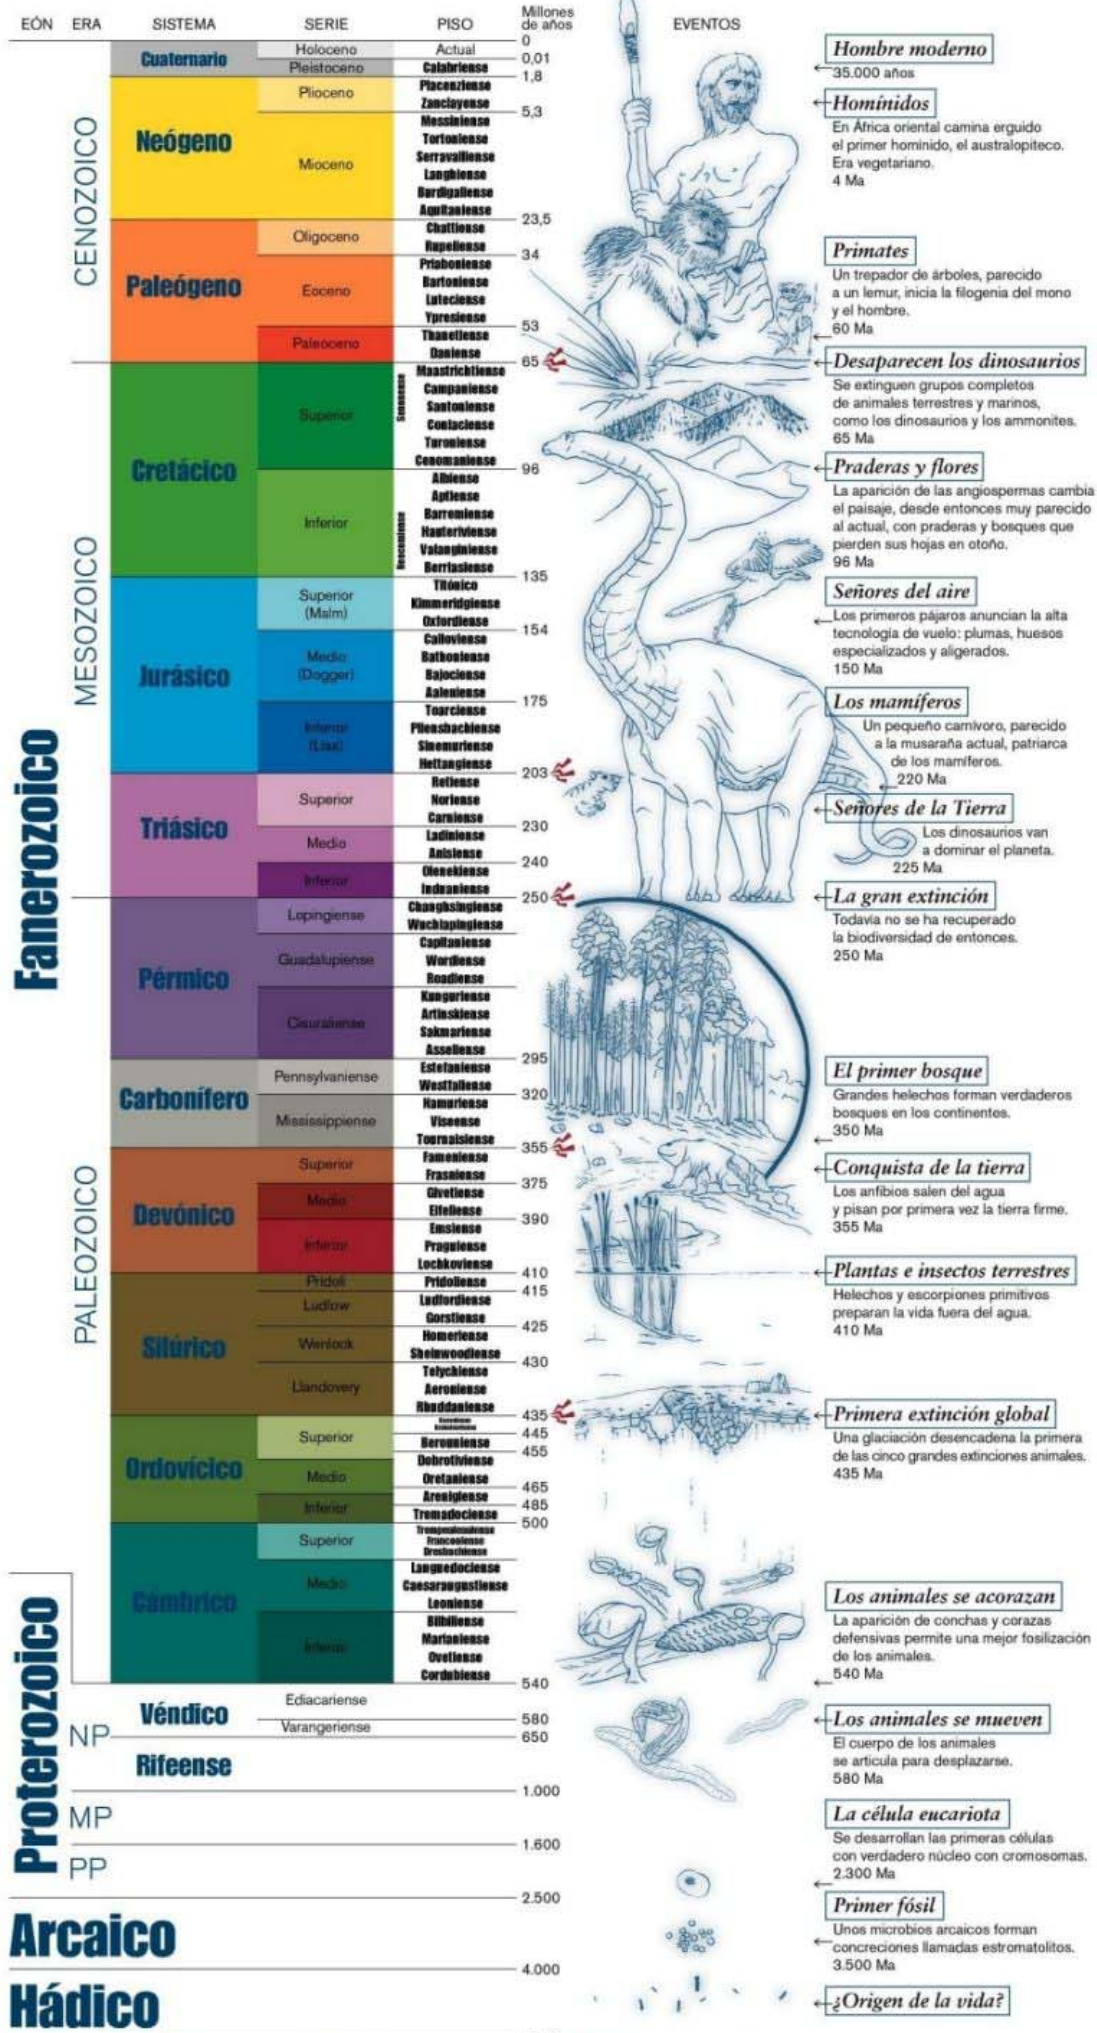 EÓN ERA SISTEMA SERIE PISO Millones de años EVENTOS
0
Cuaternario
Holoceno
Actual
0,01
Pleistoceno
Calabriense
1,8
CENOZOICO
Neógeno
Plioceno
Placenziense
Zanclayense
5,3
Mioceno
Messiniense
Tortoniense
Serravalliense
Langhiense
Burdigaliense
Aquitaniense
23,5
Paleógeno
Oligoceno
Chattiense
Rupeliense
34
Eoceno
Priaboniense
Bartoniense
Luteciense
Ypresiense
53
Paleoceno
Thanetiense
Daniense
65
MESOZOICO
Cretácico
Superior
Senonense
Maastrichtiense
Campaniense
Santoniense
Coniaciense
Turoniense
Cenomaniense
96
Inferior
Neocomiense
Albiense
Aptiense
Barremiense
Hauteriviense
Valanginiense
Berriasiense
135
Jurásico
Superior
(Malm)
Titónico
Kimmeridgiense
Oxfordiense
154
Medio
(Dogger)
Calloviense
Bathoniense
Bajociense
Aaleniense
175
Inferior
(Lias)
Toarciense
Pliensbachiense
Sinemuriense
Hettangiense
203
Triásico
Superior
Retiense
Noriense
Carniense
230
Medio
Ladiniense
Anisiense
240
Inferior
Olenekiense
Induaniense
250
Fanerozoico
PALEOZOICO
Pérmico
Lopingiense
Changhsingiense
Wuchiapingiense
Guadalupiense
Capitaniense
Wordiense
Roadiense
Cisuraliense
Kunguriense
Artinskiense
Sakmariense
Asseliense
295
Carbonífero
Pennsylvaniense
Estefaniense
Westfaliense
320
Mississippiense
Namuriense
Viseense
Tournaisiense
355
Devónico
Superior
Fameniense
Frasniense
375
Medio
Givetiense
Eifeliense
390
Inferior
Emsiense
Praguiense
Lochkoviense
410
Silúrico
Prídoli
Pridoliense
415
Ludlow
Ludfordiense
Gorstiense
425
Wenlock
Homeriense
Sheinwoodiense
430
Llandovery
Telychiense
Aeroniense
Rhuddaniense
435
Ordovícico
Superior
445
Berouniense
455
Dobrotiviense
Medio
Oretaniense
465
Arenigiense
485
Inferior
Tremadociense
500
Cámbrico
Superior
Trempealeauiense
Franconiense
Dresbachiense
Medio
Languedociense
Caesaraugustiense
Leoniense
Inferior
Bilbiliense
Marianiense
Ovetiense
Cordubiense
540
Proterozoico
NP
Véndico
Ediacariense
580
Varangeriense
650
Rifeense
1.000
MP
1.600
PP
2.500
Arcaico
4.000
Hádico
Hombre moderno
35.000 años
Homínidos
En África oriental camina erguido
el primer homínido, el australopiteco.
Era vegetariano.
4 Ma
Primates
Un trepador de árboles, parecido
a un lemur, inicia la filogenia del mono
y el hombre.
60 Ma
Desaparecen los dinosaurios
Se extinguen grupos completos
de animales terrestres y marinos,
como los dinosaurios y los ammonites.
65 Ma
Praderas y flores
La aparición de las angiospermas cambia
el paisaje, desde entonces muy parecido
al actual, con praderas y bosques que
pierden sus hojas en otoño.
96 Ma
Señores del aire
Los primeros pájaros anuncian la alta
tecnología de vuelo: plumas, huesos
especializados y aligerados.
150 Ma
Los mamíferos
Un pequeño carnívoro, parecido
a la musaraña actual, patriarca
de los mamíferos.
220 Ma
Señores de la Tierra
Los dinosaurios van
a dominar el planeta.
225 Ma
La gran extinción
Todavía no se ha recuperado
la biodiversidad de entonces.
250 Ma
El primer bosque
Grandes helechos forman verdaderos
bosques en los continentes.
350 Ma
Conquista de la tierra
Los anfibios salen del agua
y pisan por primera vez la tierra firme.
355 Ma
Plantas e insectos terrestres
Helechos y escorpiones primitivos
preparan la vida fuera del agua.
410 Ma
Primera extinción global
Una glaciación desencadena la primera
de las cinco grandes extinciones animales.
435 Ma
Los animales se acorazan
La aparición de conchas y corazas
defensivas permite una mejor fosilización
de los animales.
540 Ma
Los animales se mueven
El cuerpo de los animales
se articula para desplazarse.
580 Ma
La célula eucariota
Se desarrollan las primeras células
con verdadero núcleo con cromosomas.
2.300 Ma
Primer fósil
Unos microbios arcaicos forman
concreciones llamadas estromatolitos.
3.500 Ma
¿Origen de la vida?